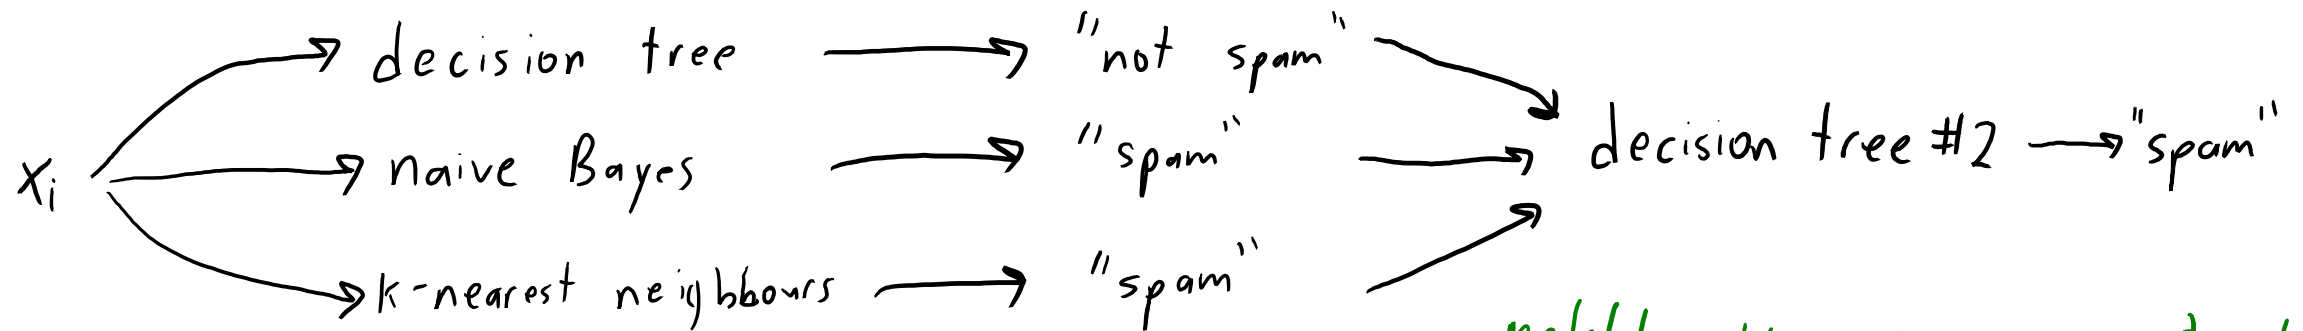 decision tree "not spam"
xi naive Bayes "spam" decision tree #2 "spam"
k-nearest neighbours "spam"